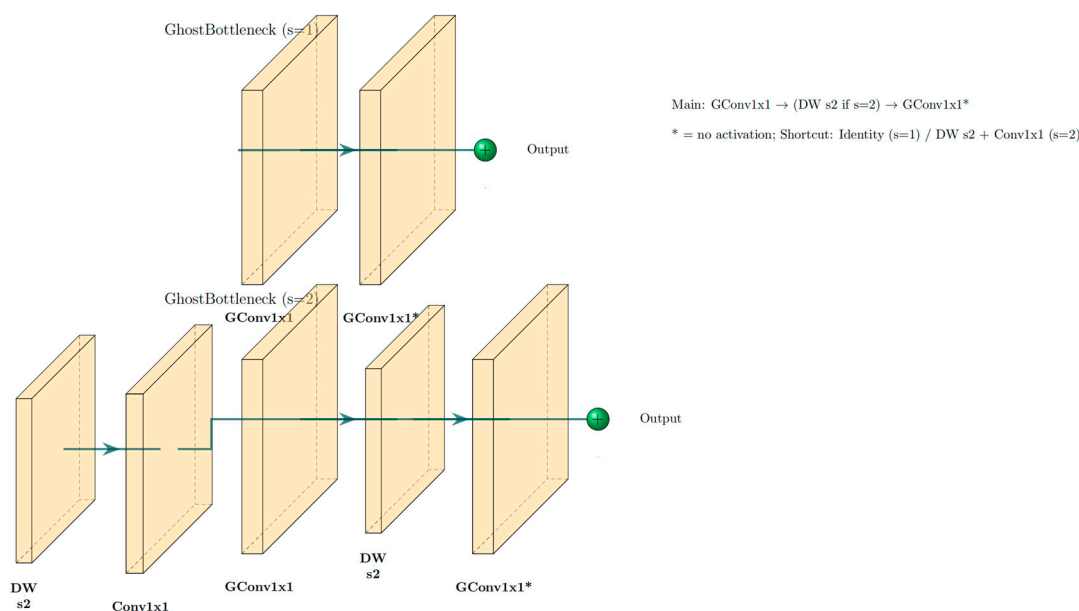 GhostBottleneck (s=1)
Main: GConv1x1 → (DW s2 if s=2) → GConv1x1*
* = no activation; Shortcut: Identity (s=1) / DW s2 + Conv1x1 (s=2)
Output
GConv1x1
GConv1x1*
GhostBottleneck (s=2)
Output
DW
s2
Conv1x1
GConv1x1
DW
s2
GConv1x1*